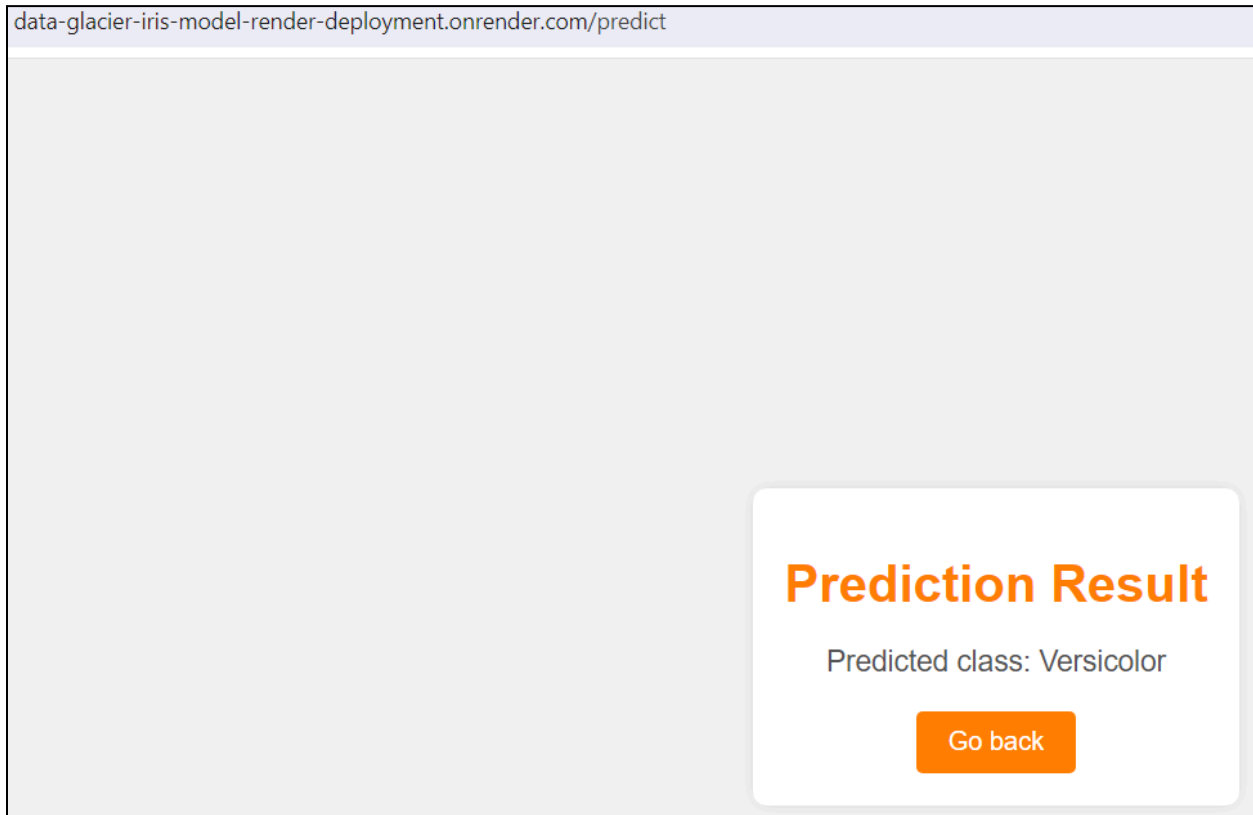 data-glacier-iris-model-render-deployment.onrender.com/predict
Prediction Result
Predicted class: Versicolor
Go back